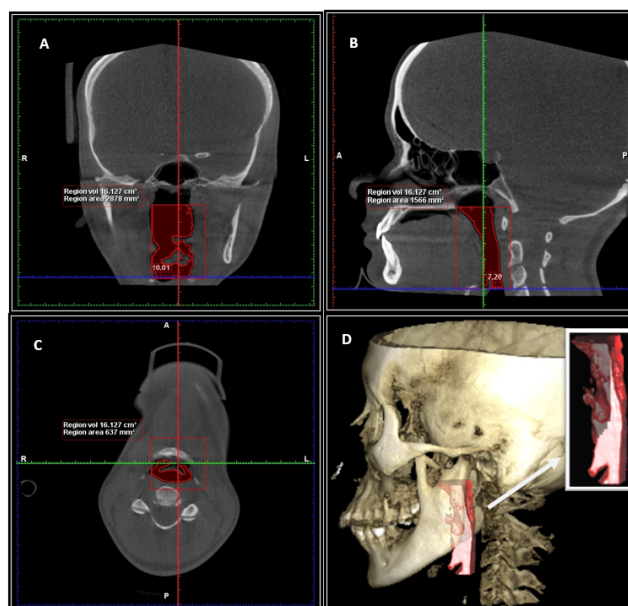 A
R
L
Region vol 16.127 cm³
Region area 2878 mm²
10.01
B
A
P
Region vol 16.127 cm³
Region area 1566 mm²
7.20
C
A
Region vol 16.127 cm³
Region area 637 mm²
R
L
P
D